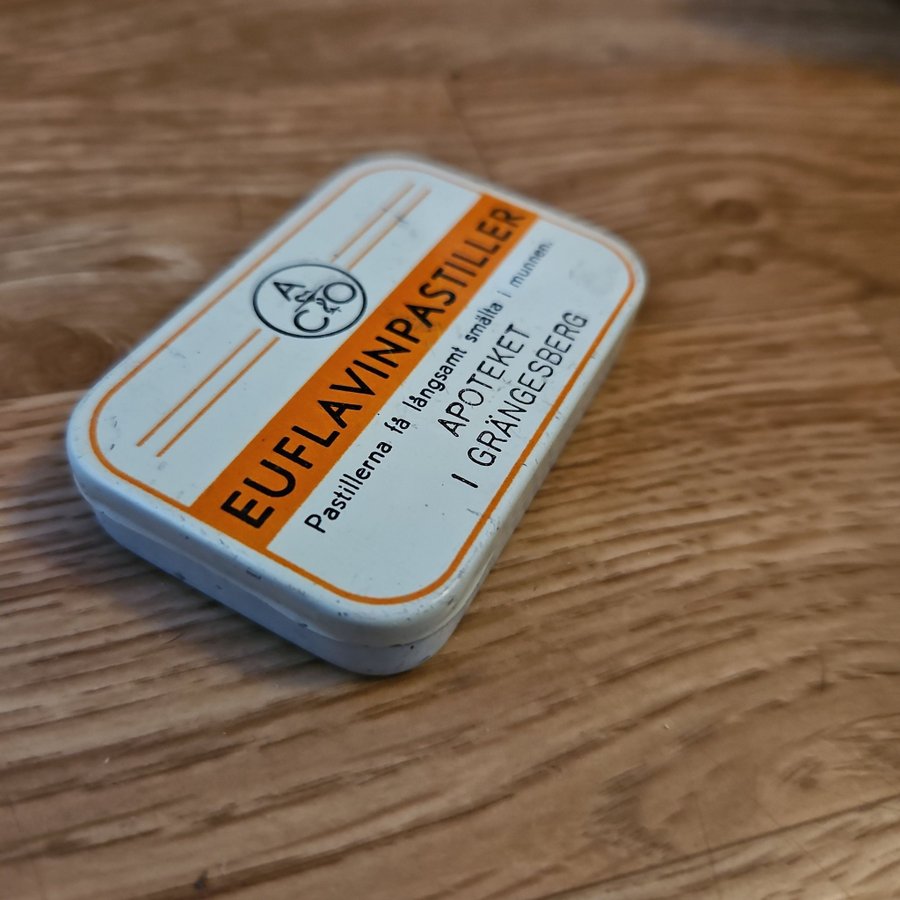 A
C&O
EUFLAVINPASTILLER
Pastillerna få långsamt smälta i munnen.
APOTEKET
I GRÄNGESBERG